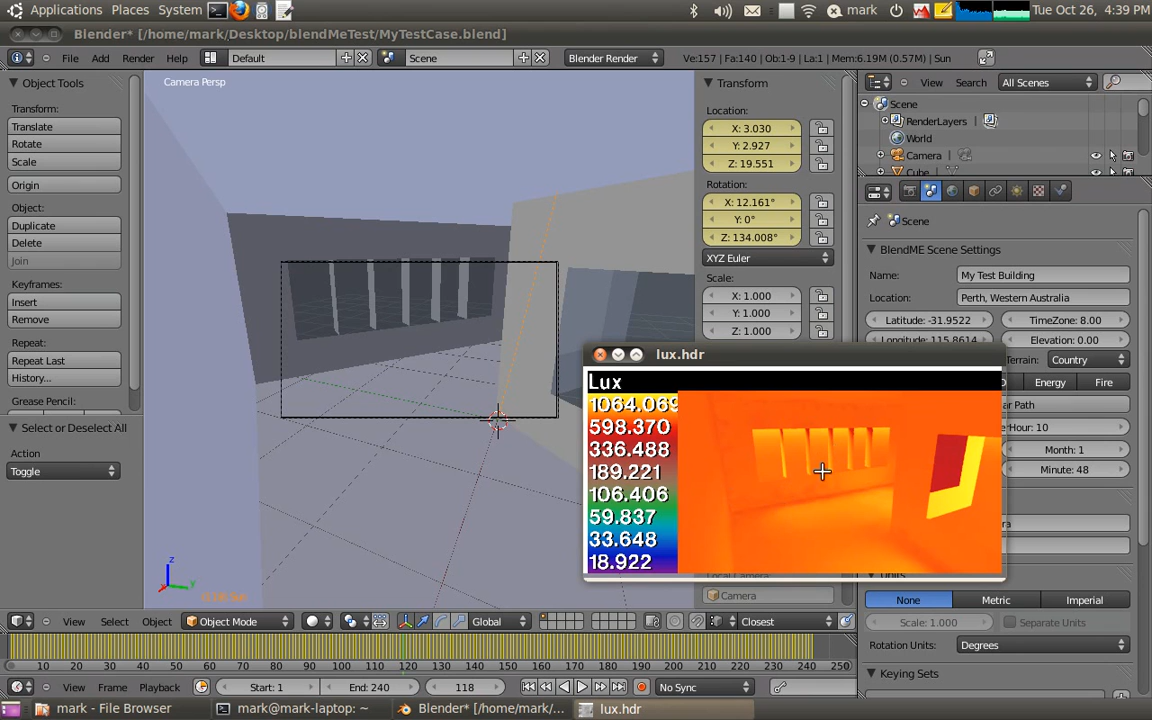 Applications Places System mark Tue Oct 26, 4:39 PM
Blender* [/home/mark/Desktop/blendMeTest/MyTestCase.blend]
File Add Render Help Default Scene Blender Render Ve:157 | Fa:140 | Ob:1-9 | La:1 | Mem:6.19M (0.57M) | Sun
Object Tools
Transform:
Translate
Rotate
Scale
Origin
Object:
Duplicate
Delete
Join
Keyframes:
Insert
Remove
Repeat:
Repeat Last
History...
Grease Pencil:
Select or Deselect All
Action
Toggle
Camera Persp
z
y
x
Transform
Location:
X: 3.030
Y: 2.927
Z: 19.551
Rotation:
X: 12.161°
Y: 0°
Z: 134.008°
XYZ Euler
Scale:
X: 1.000
Y: 1.000
Z: 1.000
View Search All Scenes
Scene
RenderLayers
World
Camera
Cube
Scene
BlendME Scene Settings
Name: My Test Building
Location: Perth, Western Australia
Latitude: -31.9522 TimeZone: 8.00
115.8614 Elevation: 0.00
Terrain: Country
Energy Fire
Path
Hour: 10
Month: 1
Minute: 48
Units
None Metric Imperial
Scale: 1.000 Separate Units
Rotation Units: Degrees
Keying Sets
lux.hdr
Lux
1064.069
598.370
336.488
189.221
106.406
59.837
33.648
18.922
Camera
View Select Object Object Mode Global Closest
10 20 30 40 50 60 70 80 90 100 110 120 130 140 150 160 170 180 190 200 210 220 230 240 250
View Frame Playback Start: 1 End: 240 118 No Sync
mark - File Browser mark@mark-laptop: ~ Blender* [/home/mark/... lux.hdr